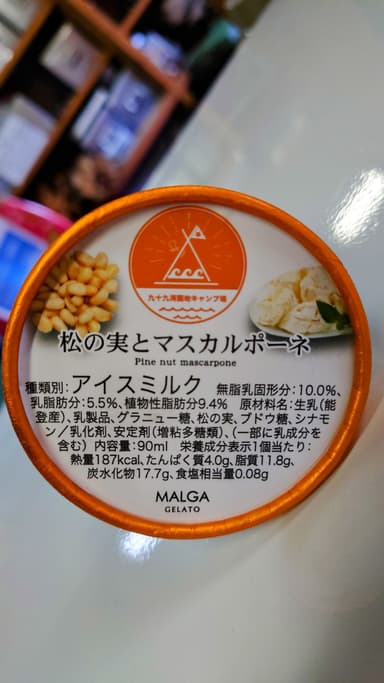 九十九湾園地キャンプ場
松の実とマスカルポーネ
Pine nut mascarpone
種類別：アイスミルク 無脂乳固形分：10.0%、
乳脂肪分：5.5%、植物性脂肪分9.4% 原材料名：生乳(能
登産)、乳製品、グラニュー糖、松の実、ブドウ糖、シナモ
ン／乳化剤、安定剤(増粘多糖類)、(一部に乳成分を
含む) 内容量：90ml 栄養成分表示1個当たり：
熱量187kcal、たんぱく質4.0g、脂質11.8g、
炭水化物17.7g、食塩相当量0.08g
MALGA
GELATO